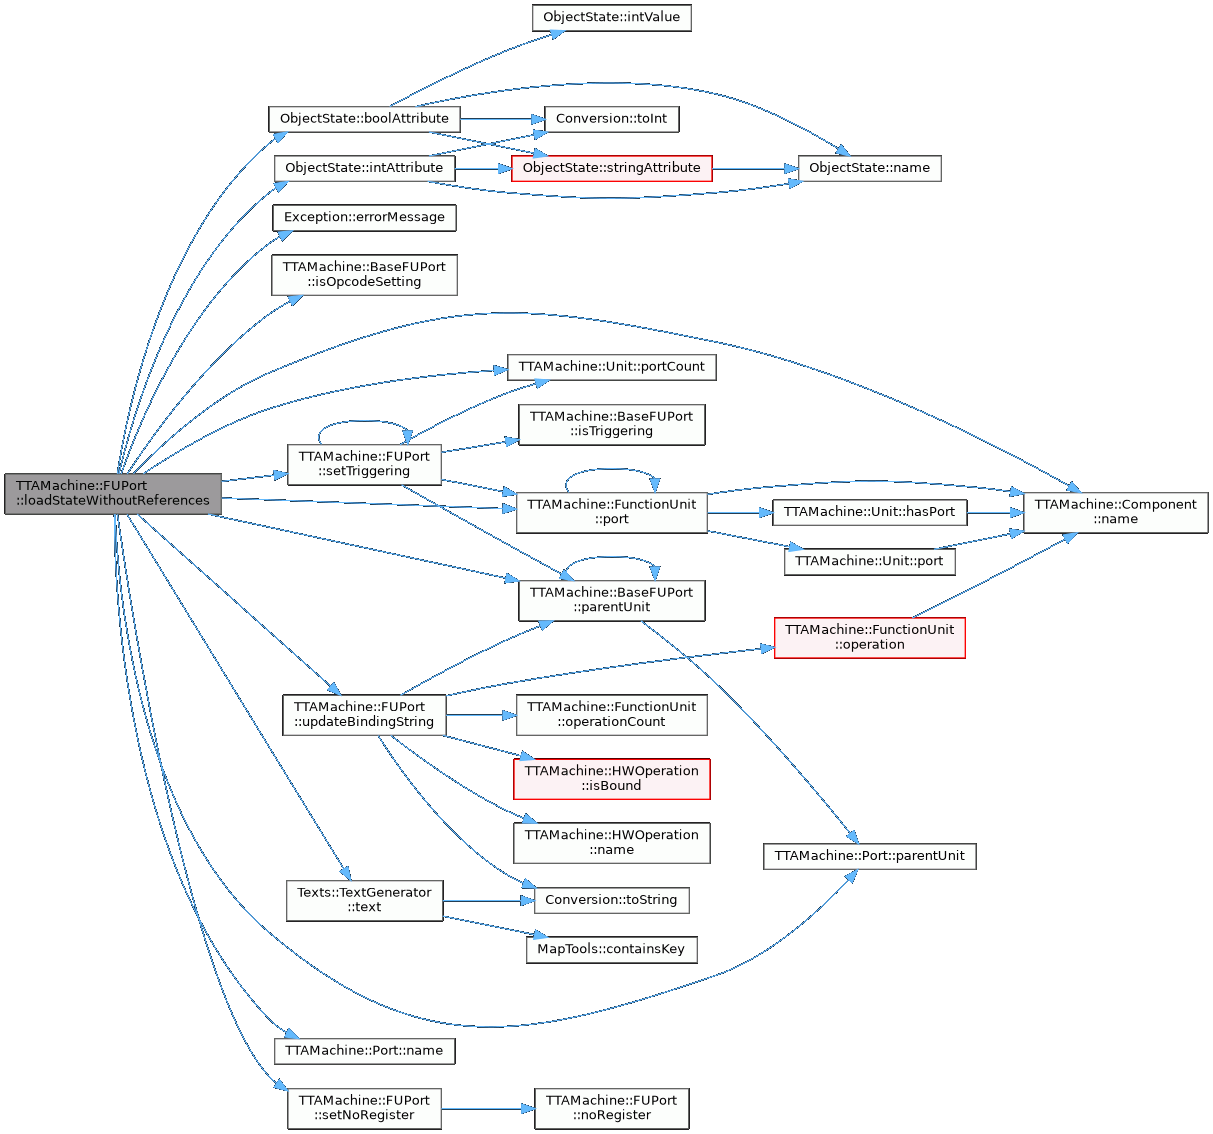 ObjectState::intValue
ObjectState::boolAttribute
Conversion::toInt
ObjectState::intAttribute
ObjectState::stringAttribute
ObjectState::name
Exception::errorMessage
TTAMachine::BaseFUPort
::isOpcodeSetting
TTAMachine::Unit::portCount
TTAMachine::BaseFUPort
::isTriggering
TTAMachine::FUPort
::setTriggering
TTAMachine::FUPort
::loadStateWithoutReferences
TTAMachine::FunctionUnit
::port
TTAMachine::Unit::hasPort
TTAMachine::Component
::name
TTAMachine::Unit::port
TTAMachine::BaseFUPort
::parentUnit
TTAMachine::FunctionUnit
::operation
TTAMachine::FUPort
::updateBindingString
TTAMachine::FunctionUnit
::operationCount
TTAMachine::HWOperation
::isBound
TTAMachine::HWOperation
::name
TTAMachine::Port::parentUnit
Texts::TextGenerator
::text
Conversion::toString
MapTools::containsKey
TTAMachine::Port::name
TTAMachine::FUPort
::setNoRegister
TTAMachine::FUPort
::noRegister